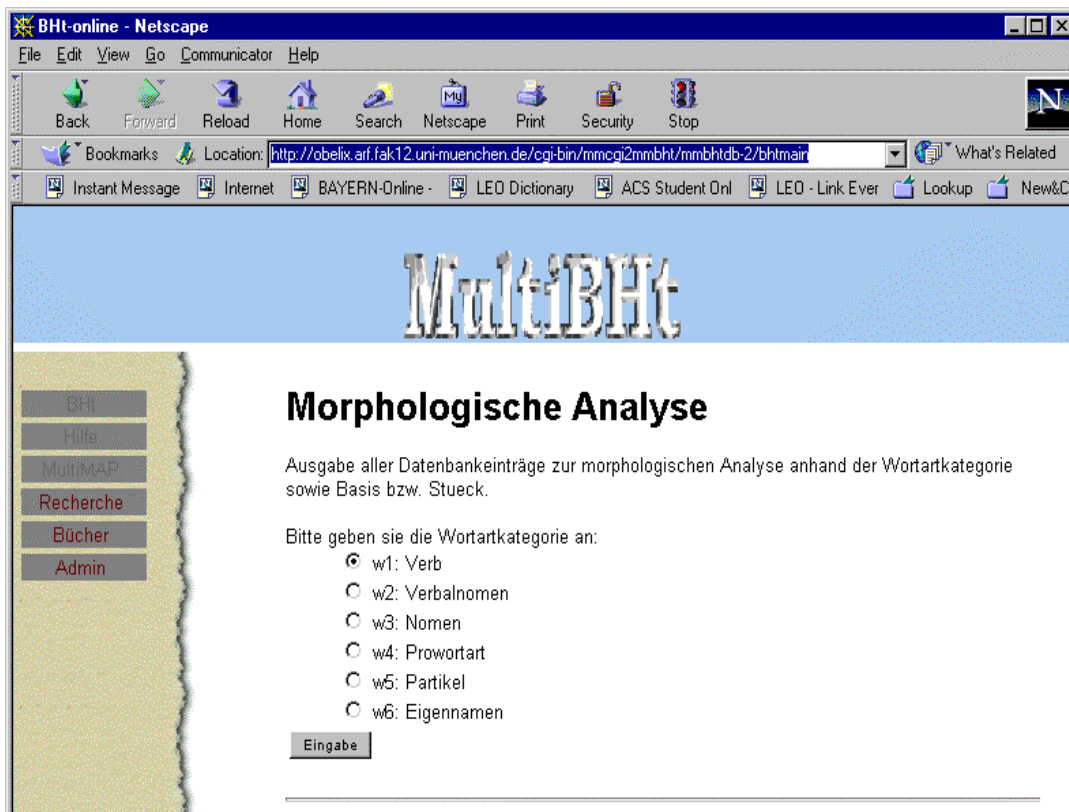 BHt-online - Netscape
File Edit View Go Communicator Help
Back Forward Reload Home Search Netscape Print Security Stop
My
N
Bookmarks Location: http://obelix.arf.fak12.uni-muenchen.de/cgi-bin/mmcgi2mmbht/mmbhtdb-2/bhtmain What's Related
Instant Message Internet BAYERN-Online - LEO Dictionary ACS Student Onl LEO - Link Ever Lookup New&C
MultiBHt
BHt
Hilfe
MultiMAP
Recherche
Bücher
Admin
Morphologische Analyse
Ausgabe aller Datenbankeinträge zur morphologischen Analyse anhand der Wortartkategorie
sowie Basis bzw. Stueck.
Bitte geben sie die Wortartkategorie an:
w1: Verb
w2: Verbalnomen
w3: Nomen
w4: Prowortart
w5: Partikel
w6: Eigennamen
Eingabe